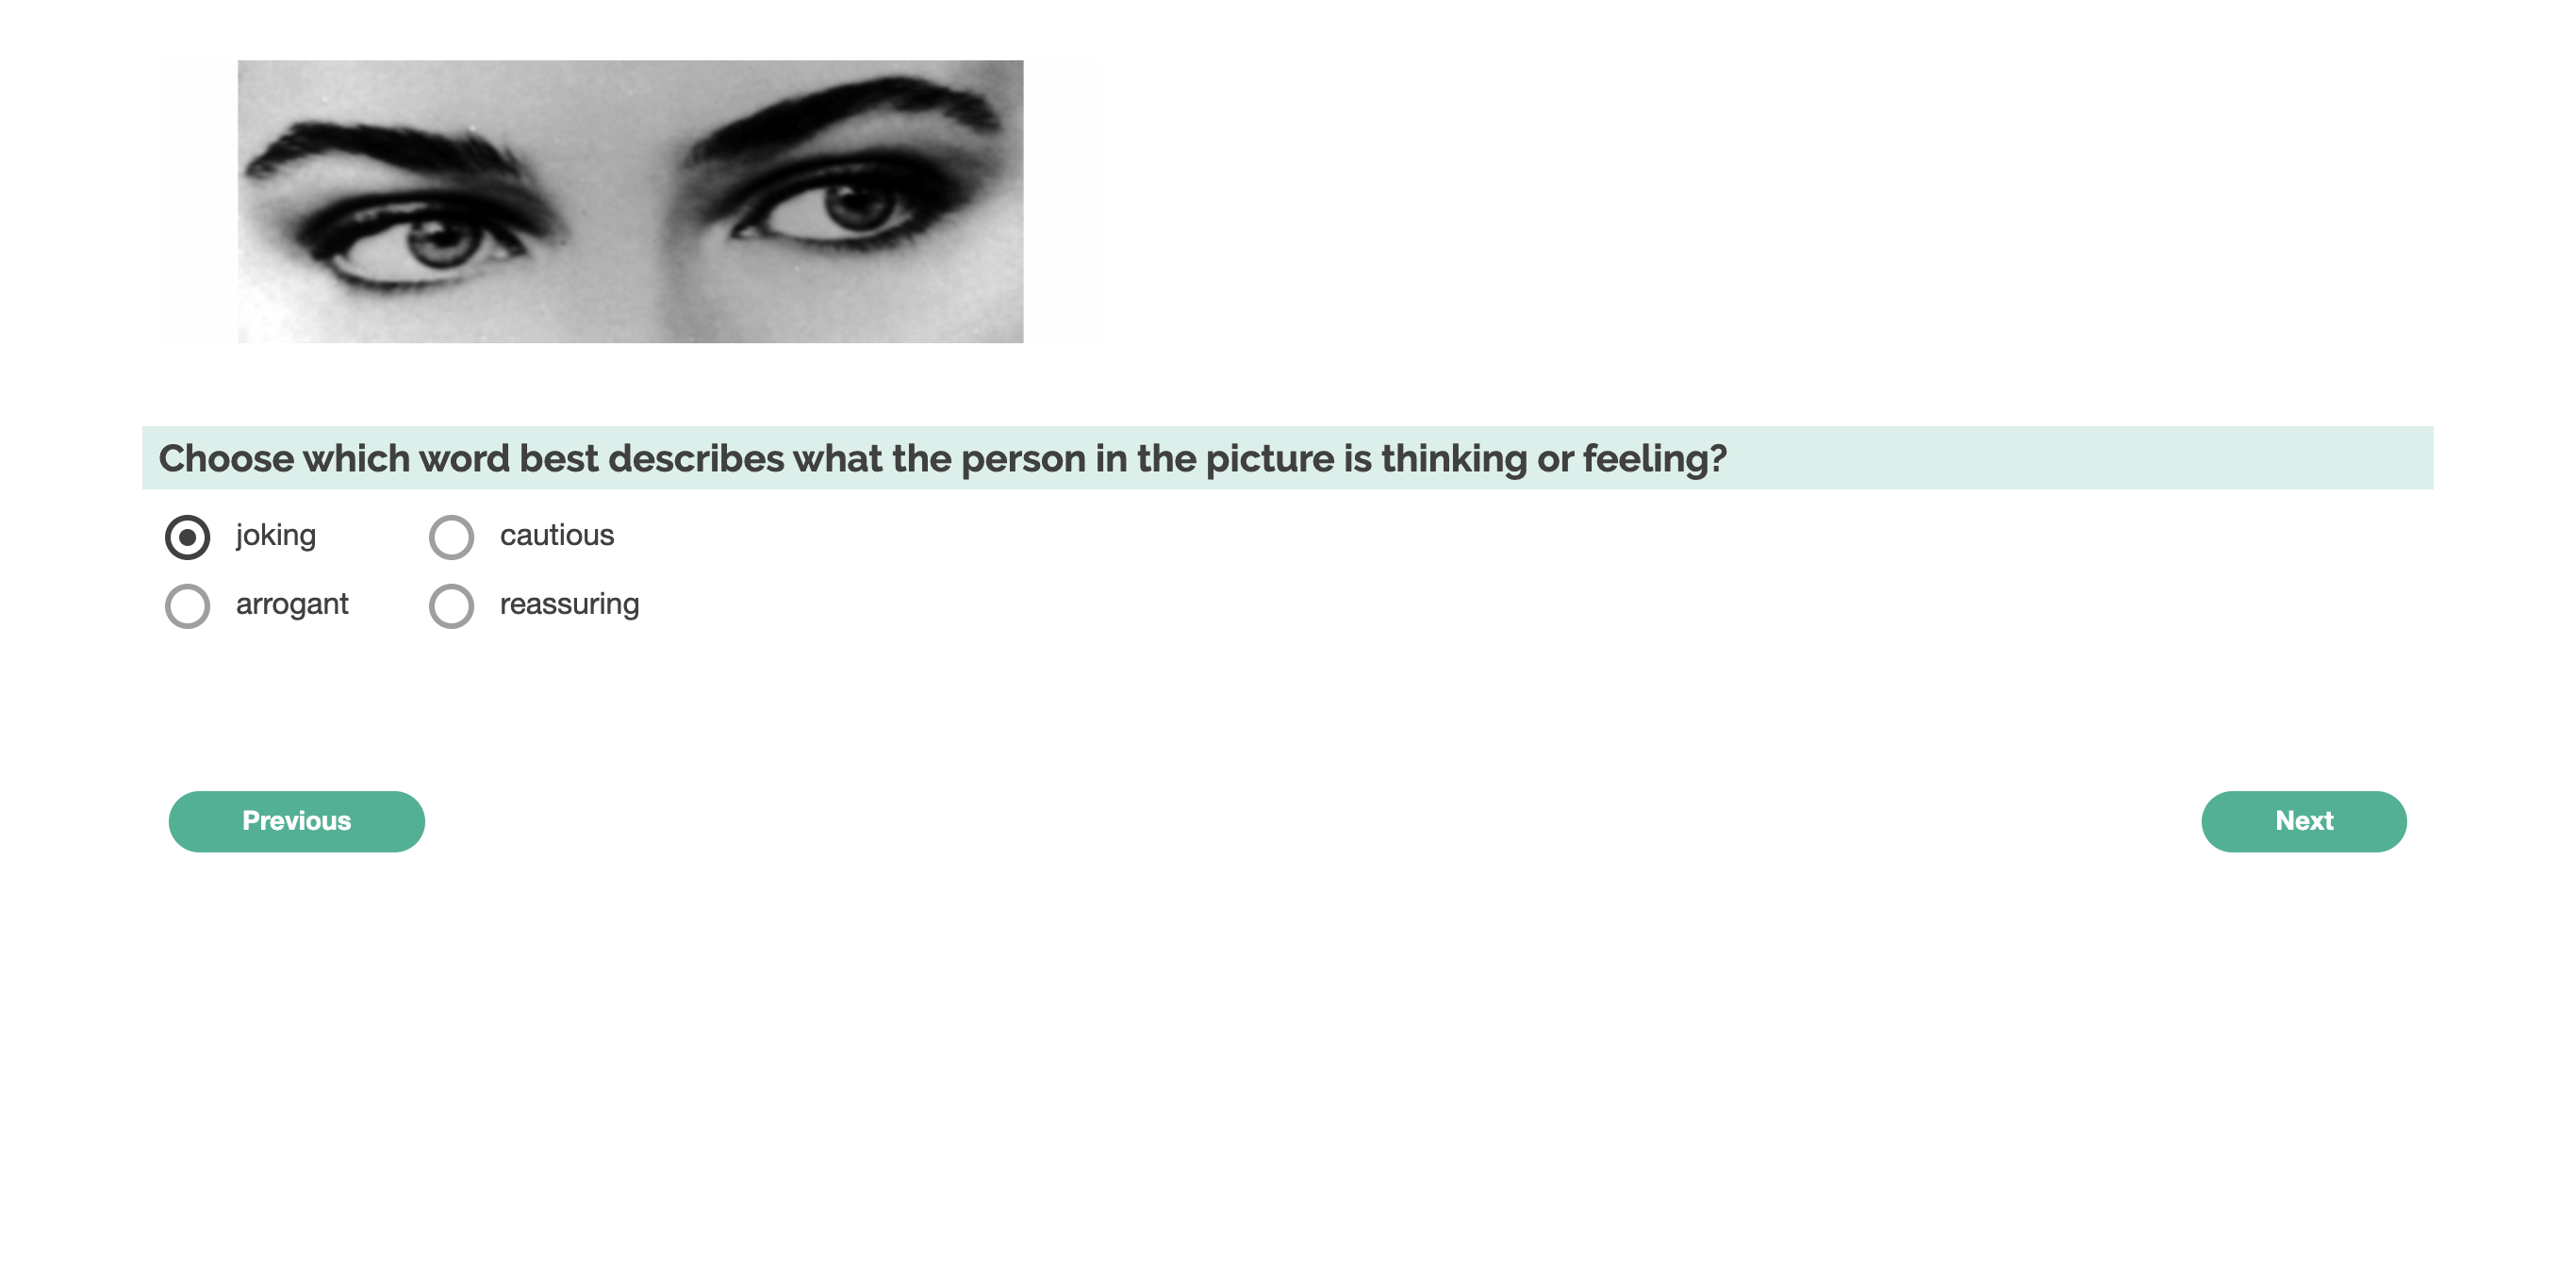 Choose which word best describes what the person in the picture is thinking or feeling?
joking cautious
arrogant reassuring
Previous Next